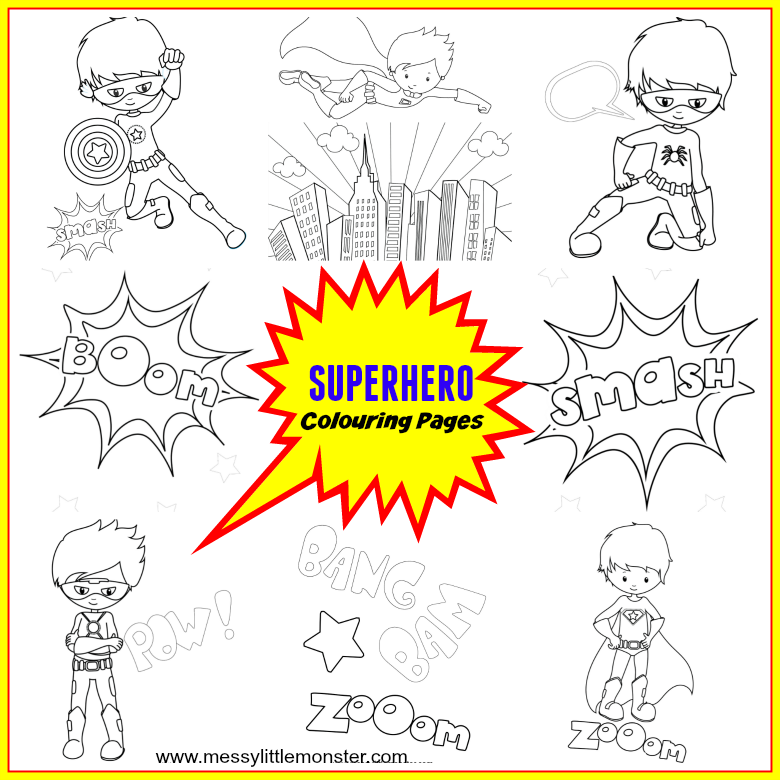 SMASH
BOOM
SUPERHERO
Colouring Pages
SMASH
POW!
BANG
BAM
ZOOOM
ZOOOM
www.messylittlemonster.com